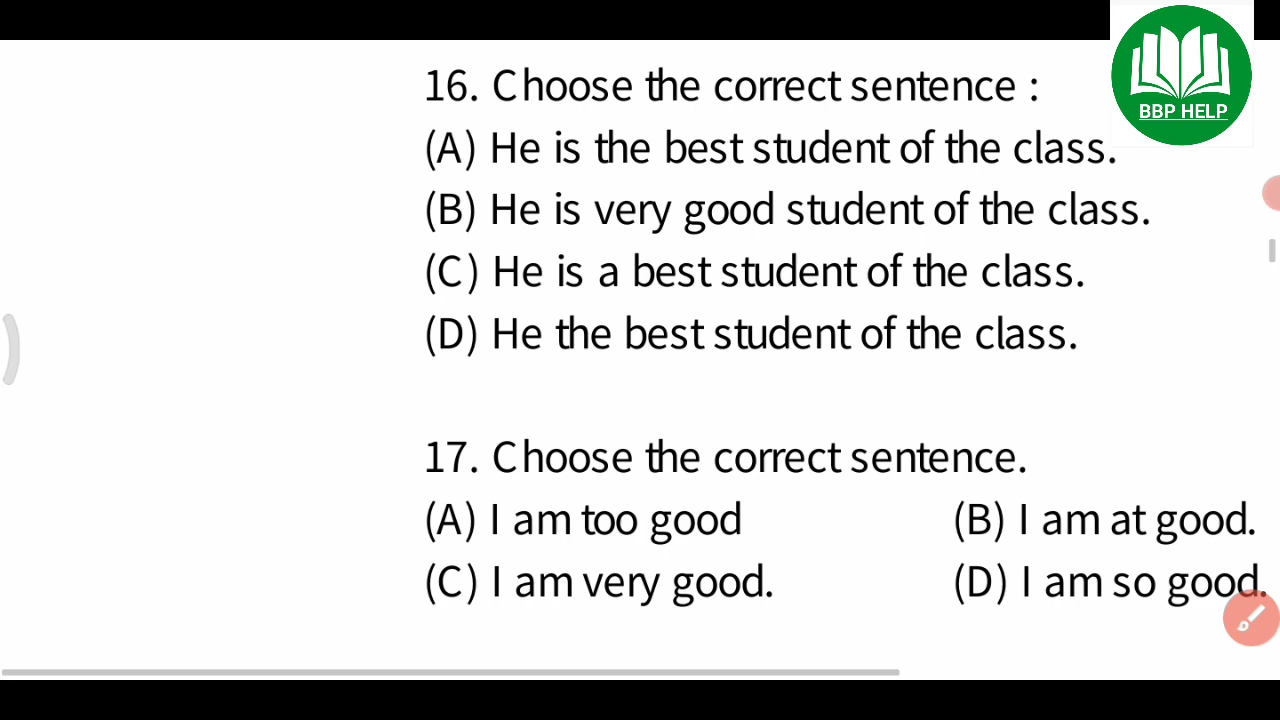 BBP HELP
16. Choose the correct sentence :
(A) He is the best student of the class.
(B) He is very good student of the class.
(C) He is a best student of the class.
(D) He the best student of the class.
17. Choose the correct sentence.
(A) I am too good (B) I am at good.
(C) I am very good. (D) I am so good.